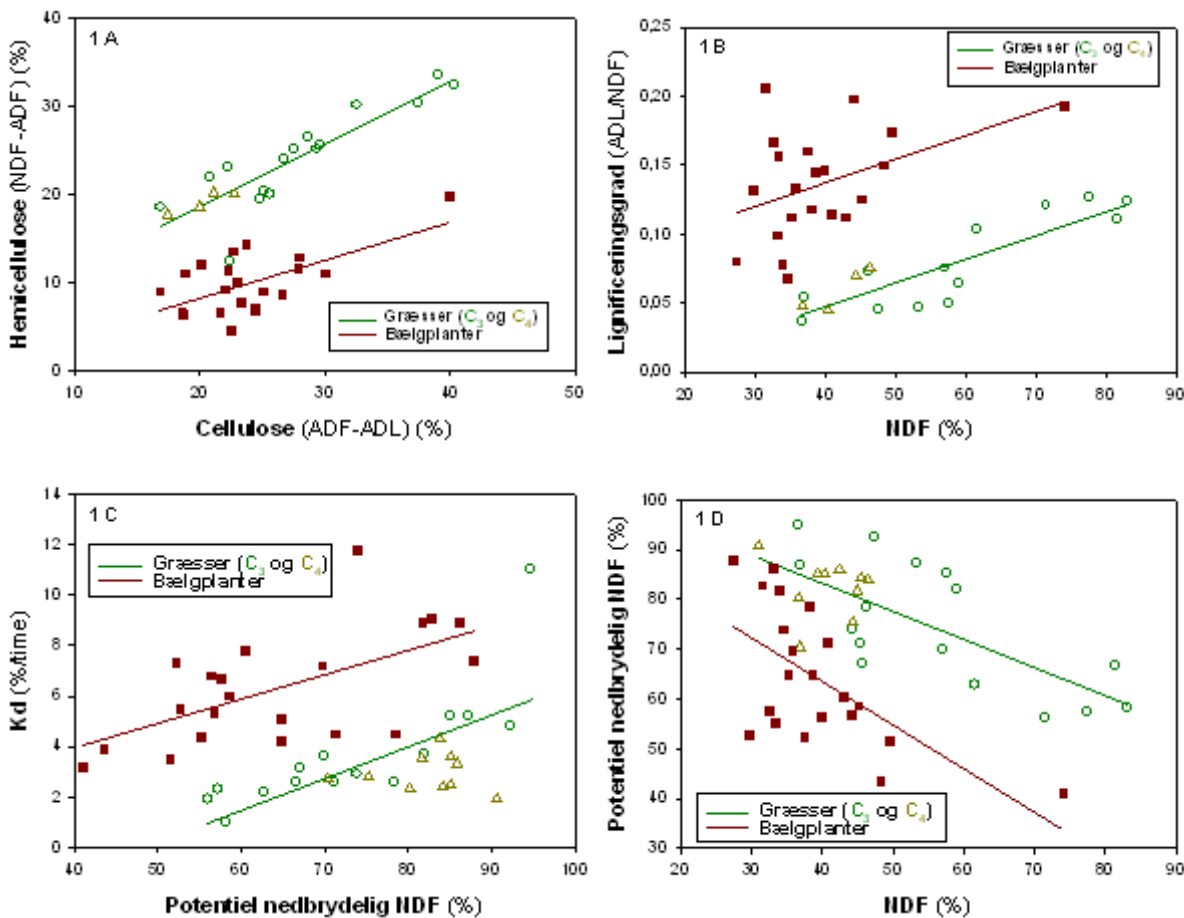 1 A
Hemicellulose (NDF-ADF) (%)
40
30
20
10
0
Græsser (C3 og C4)
Bælgplanter
10 20 30 40 50
Cellulose (ADF-ADL) (%)
1 B
Lignificeringsgrad (ADL/NDF)
0,25
0,20
0,15
0,10
0,05
0,00
Græsser (C3 og C4)
Bælgplanter
20 30 40 50 60 70 80 90
NDF (%)
1 C
Kd (%/time)
14
12
10
8
6
4
2
0
Græsser (C3 og C4)
Bælgplanter
40 50 60 70 80 90 100
Potentiel nedbrydelig NDF (%)
1 D
Potentiel nedbrydelig NDF (%)
100
90
80
70
60
50
40
30
Græsser (C3 og C4)
Bælgplanter
20 30 40 50 60 70 80 90
NDF (%)